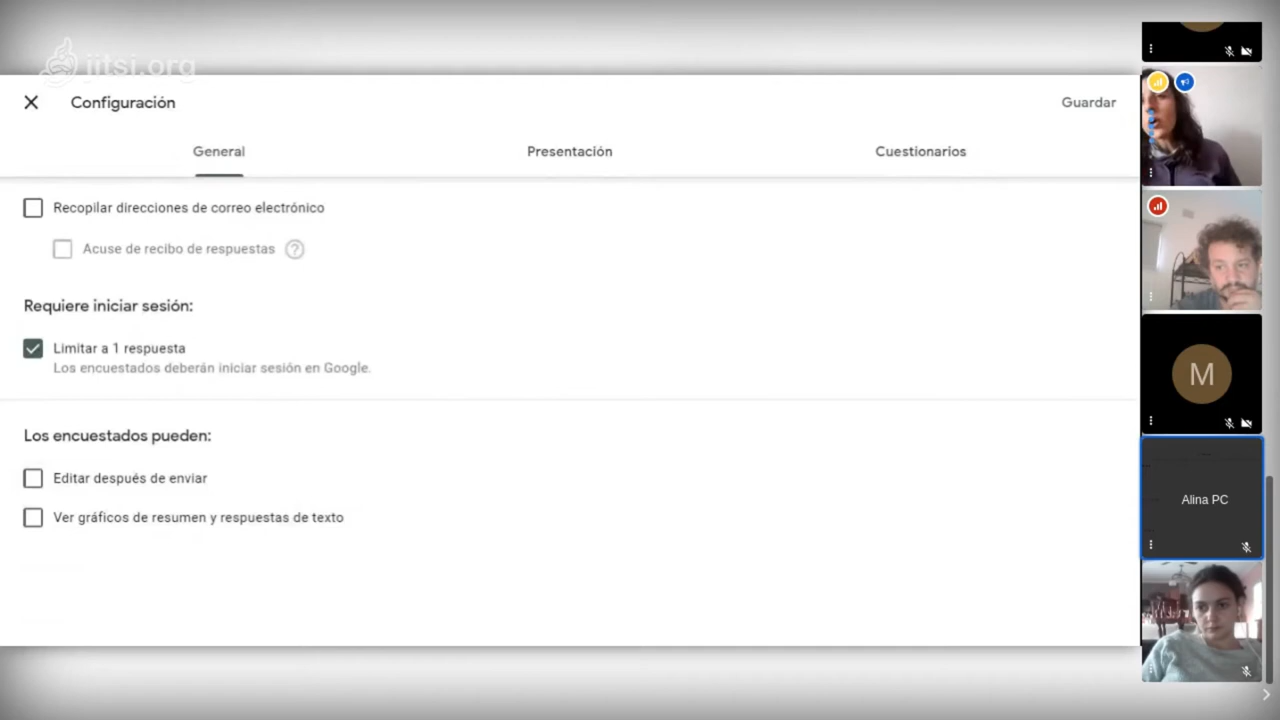 jitsi.org
Configuración
Guardar
General
Presentación
Cuestionarios
Recopilar direcciones de correo electrónico
Acuse de recibo de respuestas ?
Requiere iniciar sesión:
Limitar a 1 respuesta
Los encuestados deberán iniciar sesión en Google.
Los encuestados pueden:
Editar después de enviar
Ver gráficos de resumen y respuestas de texto
M
Alina PC